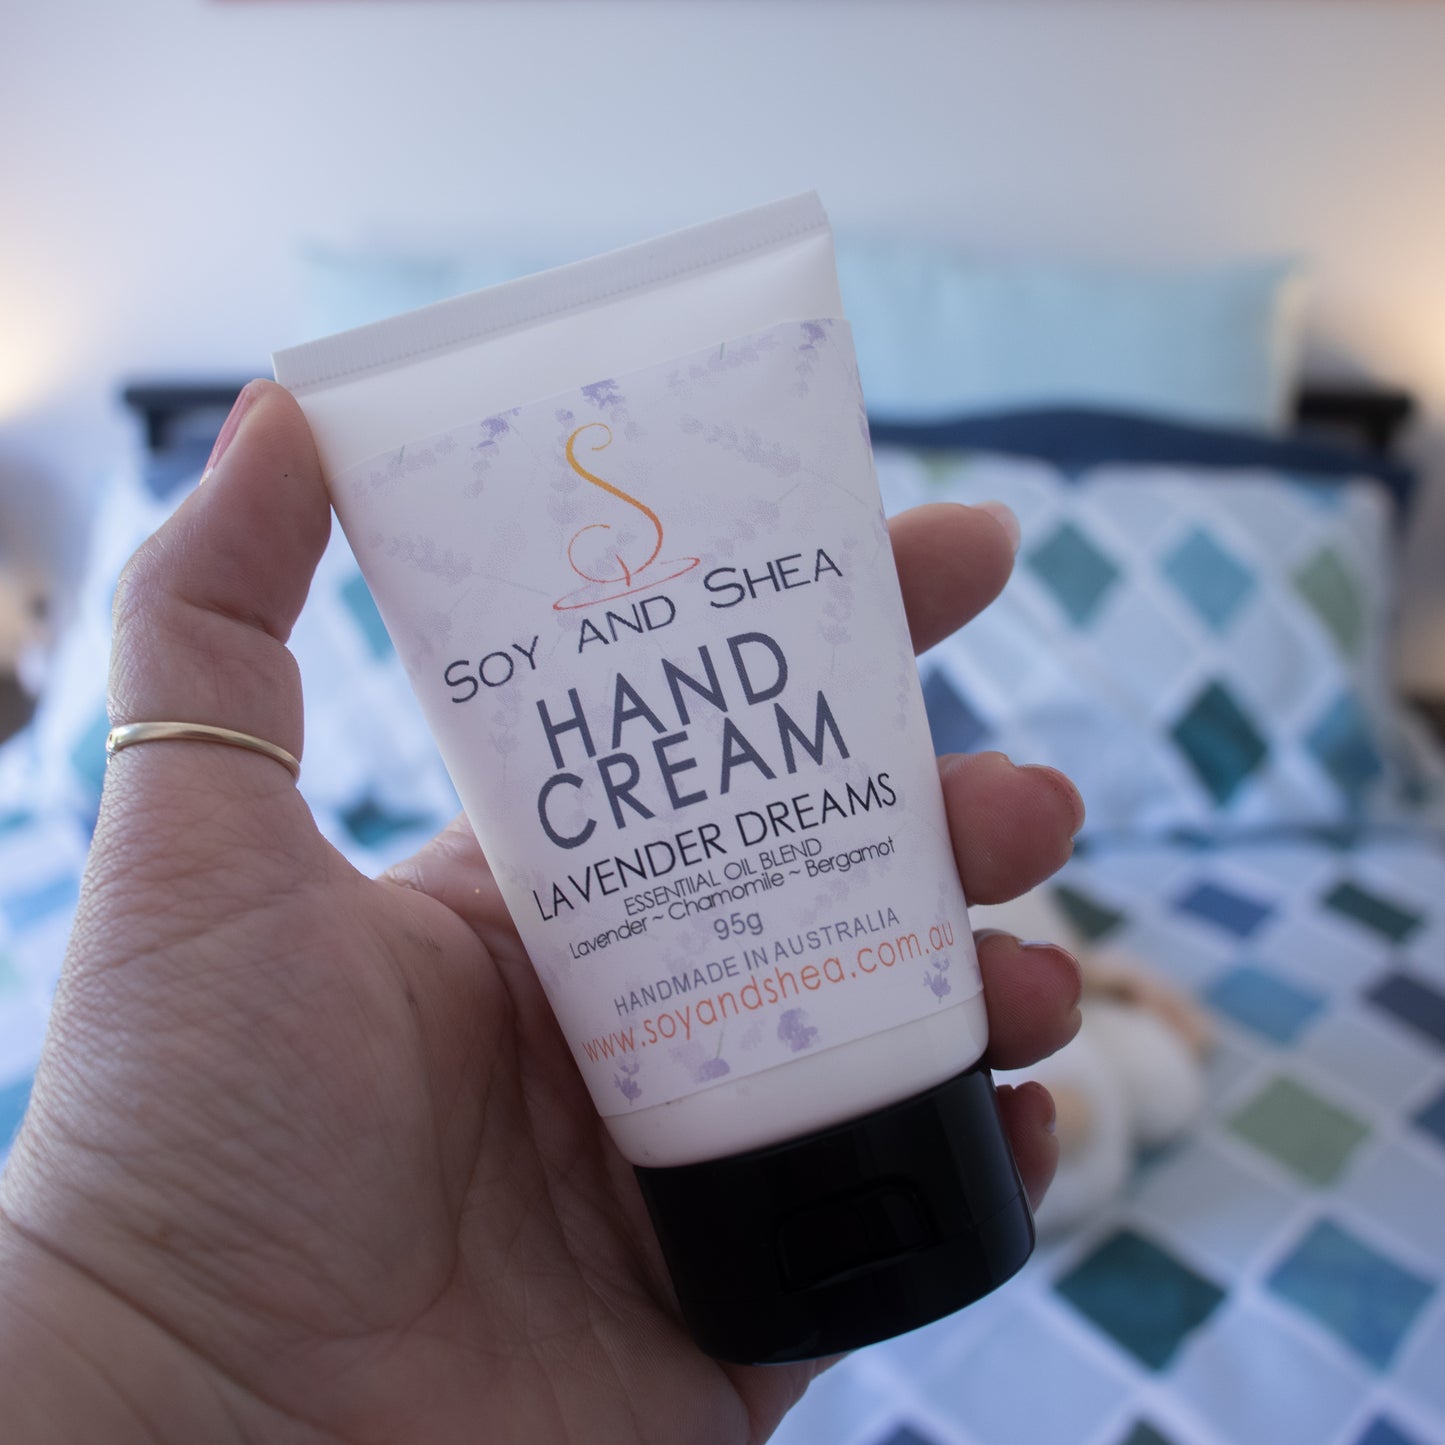 SOY AND SHEA
HAND
CREAM
LAVENDER DREAMS
ESSENTIIAL OIL BLEND
Lavender ~ Chamomile ~ Bergamot
95g
HANDMADE IN AUSTRALIA
www.soyandshea.com.au